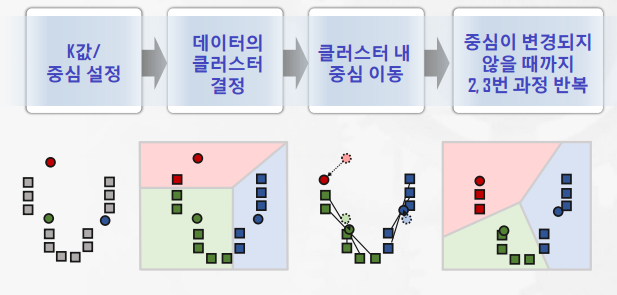 K값/
중심 설정
데이터의
클러스터
결정
클러스터 내
중심 이동
중심이 변경되지
않을 때까지
2, 3번 과정 반복